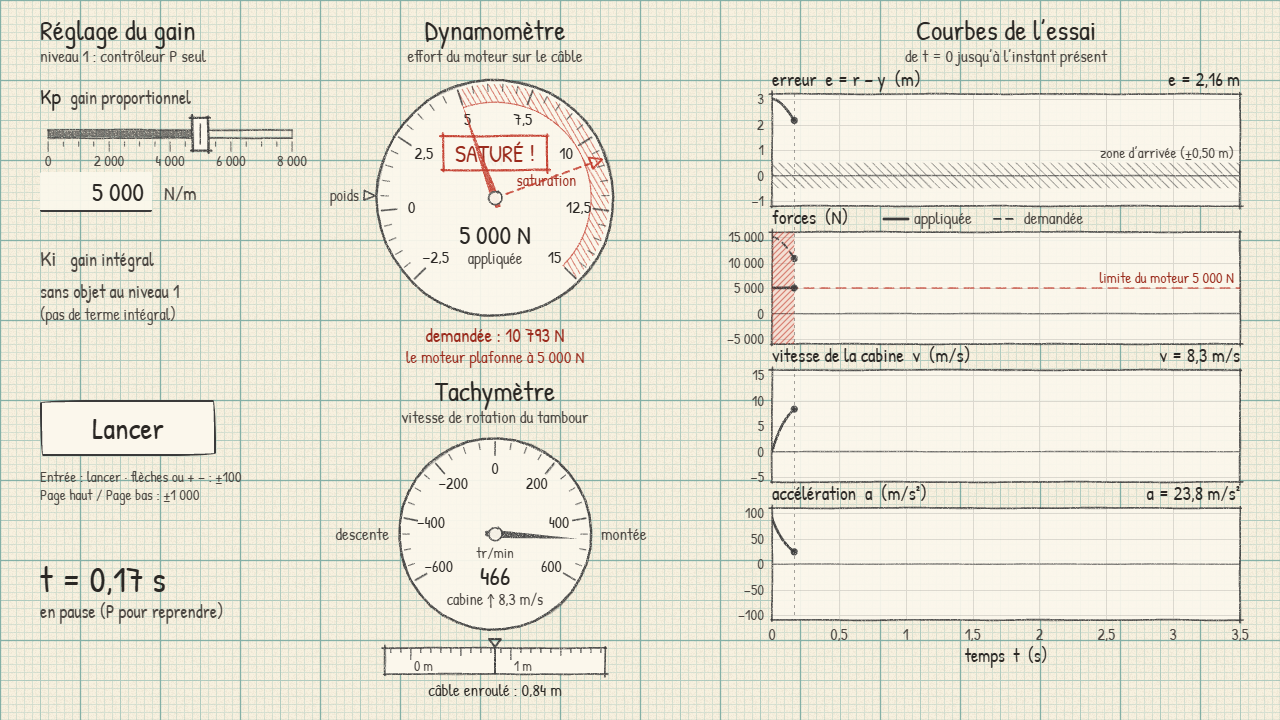 Réglage du gain
niveau 1 : contrôleur P seul
Kp gain proportionnel
0 2 000 4 000 6 000 8 000
5 000 N/m
Ki gain intégral
sans objet au niveau 1
(pas de terme intégral)
Lancer
Entrée : lancer · flèches ou + − : ±100
Page haut / Page bas : ±1 000
t = 0,17 s
en pause (P pour reprendre)
Dynamomètre
effort du moteur sur le câble
5 7,5
2,5 SATURÉ ! 10
saturation
poids 0 12,5
5 000 N
−2,5 appliquée 15
demandée : 10 793 N
le moteur plafonne à 5 000 N
Tachymètre
vitesse de rotation du tambour
0
−200 200
−400 400
descente montée
tr/min
−600 600
466
cabine ↑ 8,3 m/s
0 m 1 m
câble enroulé : 0,84 m
Courbes de l'essai
de t = 0 jusqu'à l'instant présent
erreur e = r − y (m) e = 2,16 m
3
2
1
zone d'arrivée (±0,50 m)
0
−1
forces (N) appliquée demandée
15 000
10 000
limite du moteur 5 000 N
5 000
0
−5 000
vitesse de la cabine v (m/s) v = 8,3 m/s
15
10
5
0
−5
accélération a (m/s²) a = 23,8 m/s²
100
50
0
−50
−100
0 0,5 1 1,5 2 2,5 3 3,5
temps t (s)